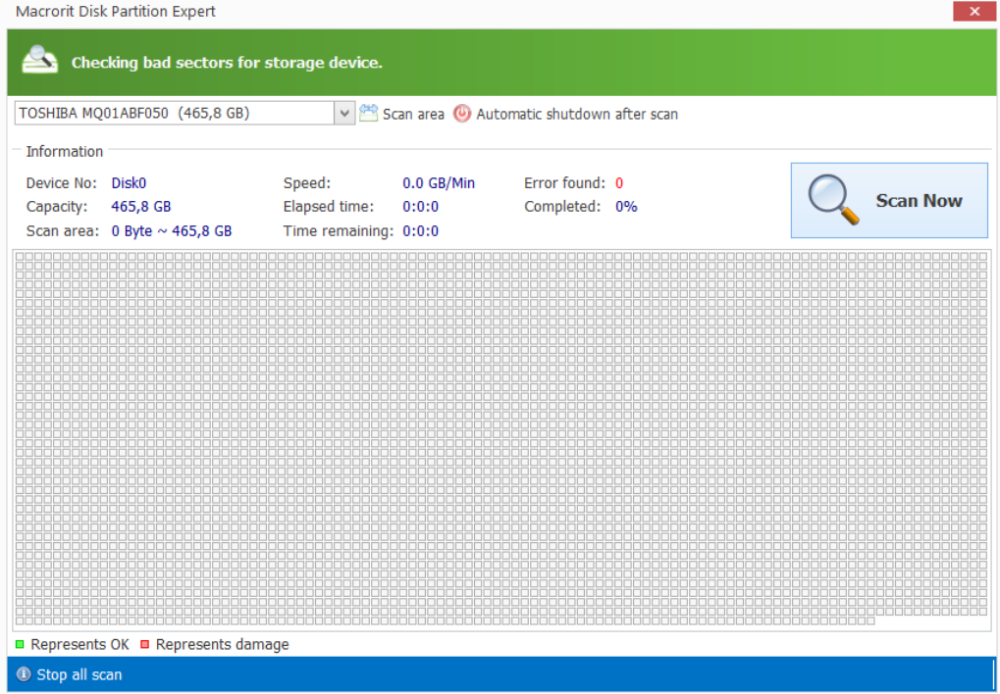 Macrorit Disk Partition Expert
Checking bad sectors for storage device.
TOSHIBA MQ01ABF050 (465,8 GB) Scan area Automatic shutdown after scan
Information
Device No: Disk0 Speed: 0.0 GB/Min Error found: 0
Capacity: 465,8 GB Elapsed time: 0:0:0 Completed: 0%
Scan area: 0 Byte ~ 465,8 GB Time remaining: 0:0:0
Scan Now
Represents OK Represents damage
Stop all scan